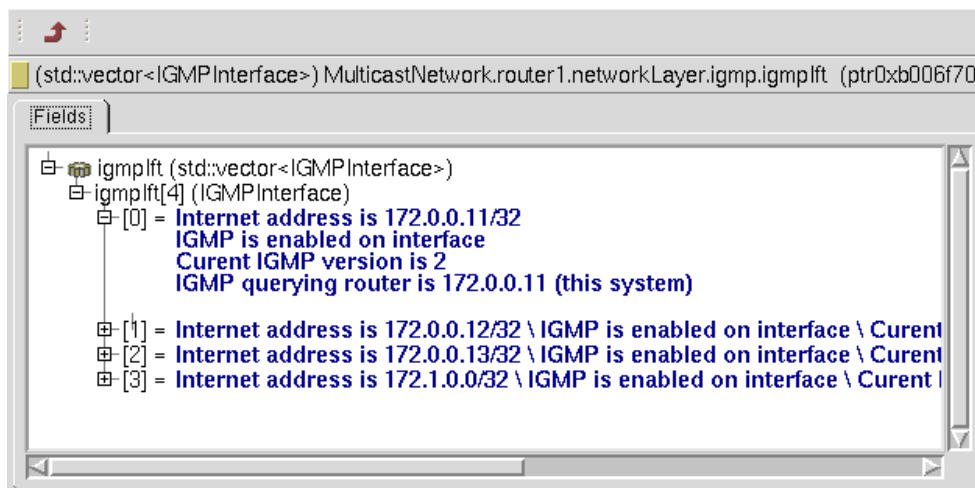 (std::vector<IGMPInterface>) MulticastNetwork.router1.networkLayer.igmp.igmpIft (ptr0xb006f70
Fields
igmpIft (std::vector<IGMPInterface>)
igmpIft[4] (IGMPInterface)
[0] = Internet address is 172.0.0.11/32
IGMP is enabled on interface
Curent IGMP version is 2
IGMP querying router is 172.0.0.11 (this system)
[1] = Internet address is 172.0.0.12/32 \ IGMP is enabled on interface \ Curent
[2] = Internet address is 172.0.0.13/32 \ IGMP is enabled on interface \ Curent
[3] = Internet address is 172.1.0.0/32 \ IGMP is enabled on interface \ Curent